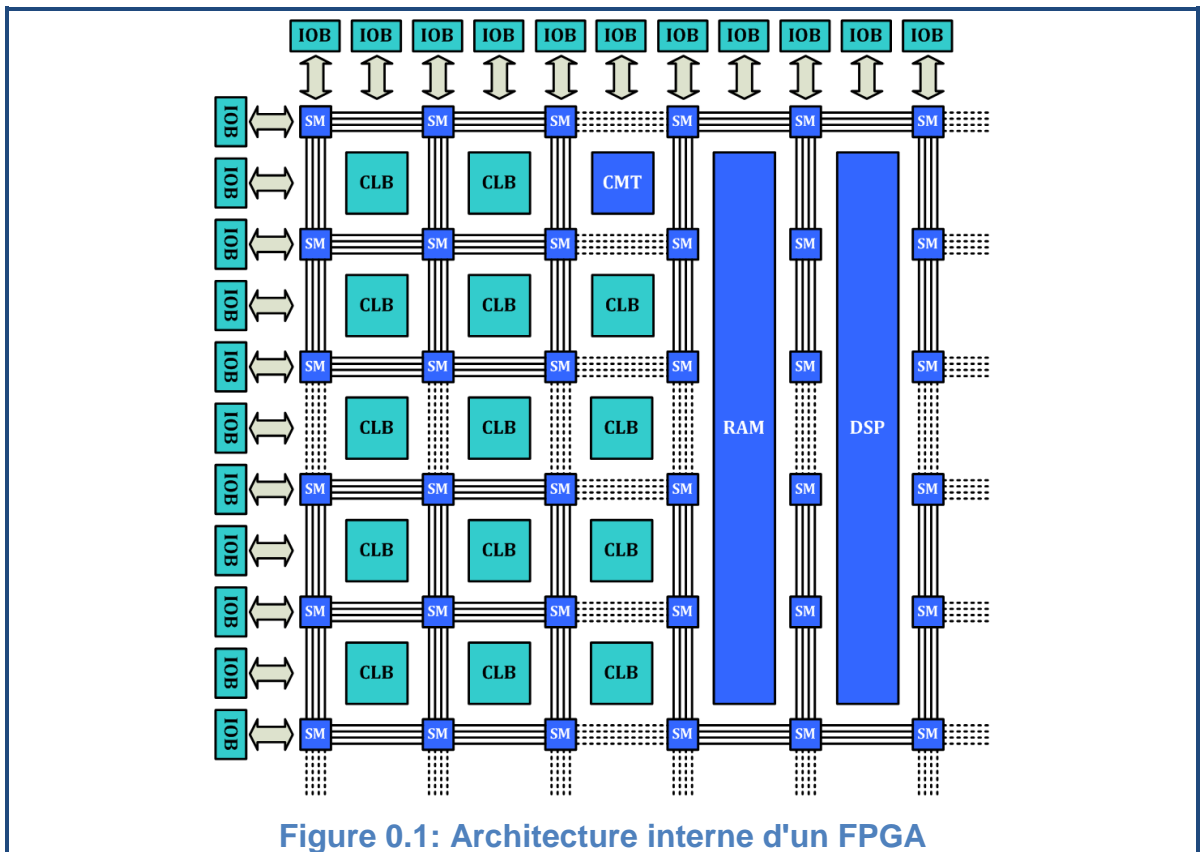 IOB IOB IOB IOB IOB IOB IOB IOB IOB IOB IOB
IOB SM SM SM SM SM SM
IOB CLB CLB CMT
IOB SM SM SM SM SM SM
IOB CLB CLB CLB
IOB SM SM SM SM SM SM
IOB CLB CLB CLB RAM DSP
IOB SM SM SM SM SM SM
IOB CLB CLB CLB
IOB SM SM SM SM SM SM
IOB CLB CLB CLB
IOB SM SM SM SM SM SM
Figure 0.1: Architecture interne d'un FPGA